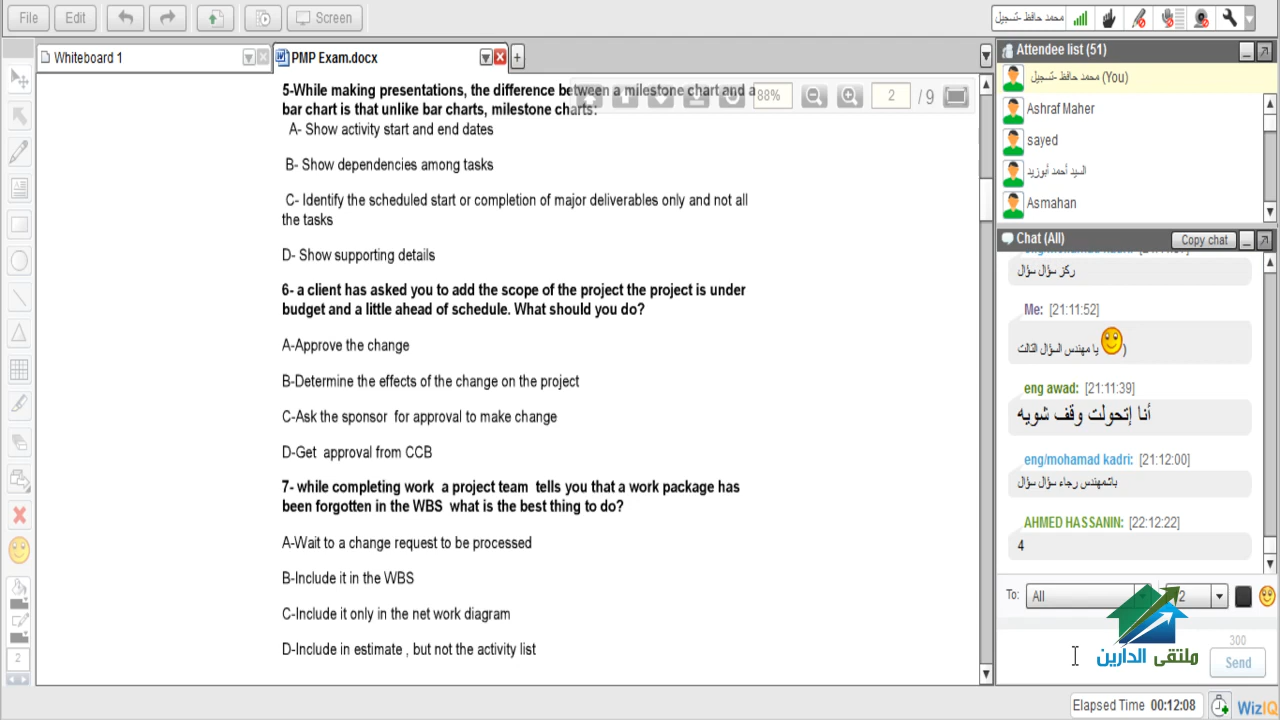 File
Edit
Screen
محمد حافظ -تسجيل
Whiteboard 1
PMP Exam.docx
+
88%
2
/ 9
5-While making presentations, the difference between a milestone chart and a
bar chart is that unlike bar charts, milestone charts:
A- Show activity start and end dates
B- Show dependencies among tasks
C- Identify the scheduled start or completion of major deliverables only and not all
the tasks
D- Show supporting details
6- a client has asked you to add the scope of the project the project is under
budget and a little ahead of schedule. What should you do?
A-Approve the change
B-Determine the effects of the change on the project
C-Ask the sponsor for approval to make change
D-Get approval from CCB
7- while completing work a project team tells you that a work package has
been forgotten in the WBS what is the best thing to do?
A-Wait to a change request to be processed
B-Include it in the WBS
C-Include it only in the net work diagram
D-Include in estimate , but not the activity list
2
Attendee list (51)
محمد حافظ -تسجيل (You)
Ashraf Maher
sayed
السيد أحمد أبوزيد
Asmahan
Chat (All)
Copy chat
ركز سؤال سؤال
Me: [21:11:52]
يا مهندس السؤال التالت (
eng awad: [21:11:39]
أنا إتحولت وقف شويه
eng/mohamad kadri: [21:12:00]
باشمهندس رجاء سؤال سؤال
AHMED HASSANIN: [22:12:22]
4
To:
All
2
300
Send
ملتقى الدارين
Elapsed Time 00:12:08
WizIQ